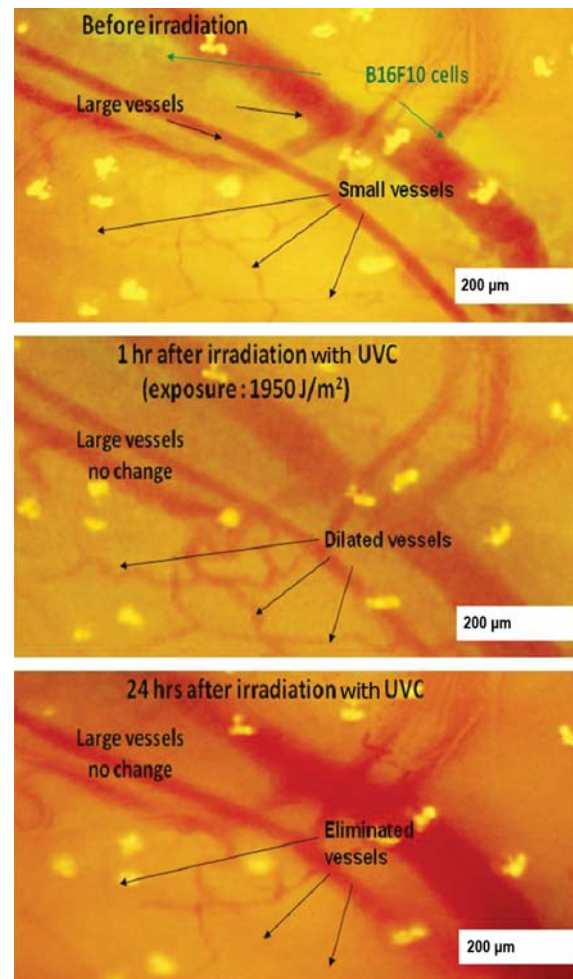 Before irradiation
B16F10 cells
Large vessels
Small vessels
200 µm
1 hr after irradiation with UVC
(exposure : 1950 J/m²)
Large vessels
no change
Dilated vessels
200 µm
24 hrs after irradiation with UVC
Large vessels
no change
Eliminated
vessels
200 µm